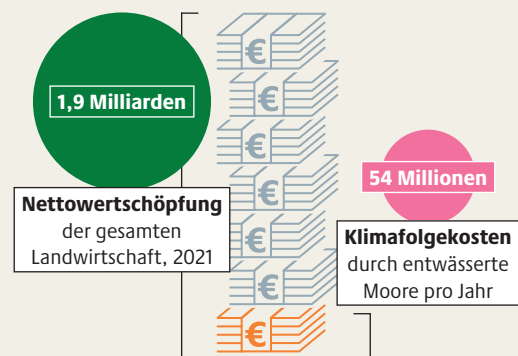 1,9 Milliarden
Nettowertschöpfung
der gesamten
Landwirtschaft, 2021
€
€
€
€
€
€
€
54 Millionen
Klimafolgekosten
durch entwässerte
Moore pro Jahr